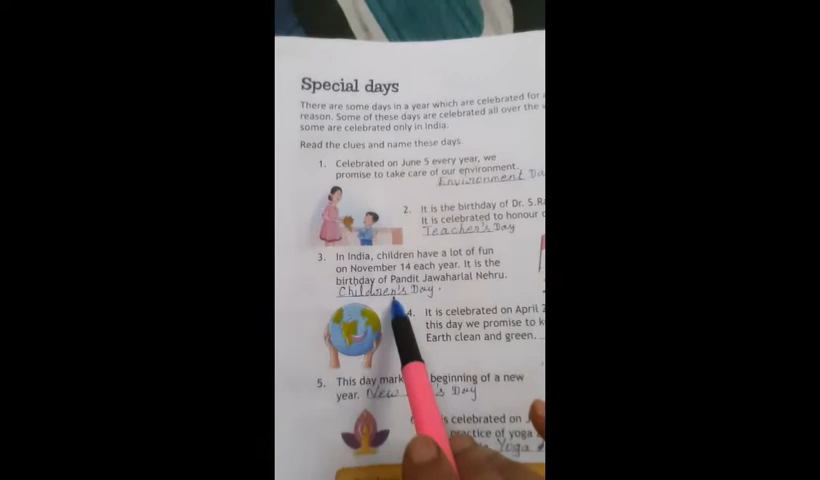 Special days
There are some days in a year which are celebrated for
reason. Some of these days are celebrated all over the
some are celebrated only in India.
Read the clues and name these days.
1. Celebrated on June 5 every year, we
promise to take care of our environment.
Environment Da
2. It is the birthday of Dr. S.Ra
It is celebrated to honour
Teacher's Day
3. In India, children have a lot of fun
on November 14 each year. It is the
birthday of Pandit Jawaharlal Nehru.
Children's Day.
4. It is celebrated on April 2
this day we promise to k
Earth clean and green.
5. This day mark beginning of a new
year. New 's Day
is celebrated on
practice of yoga
Yoga